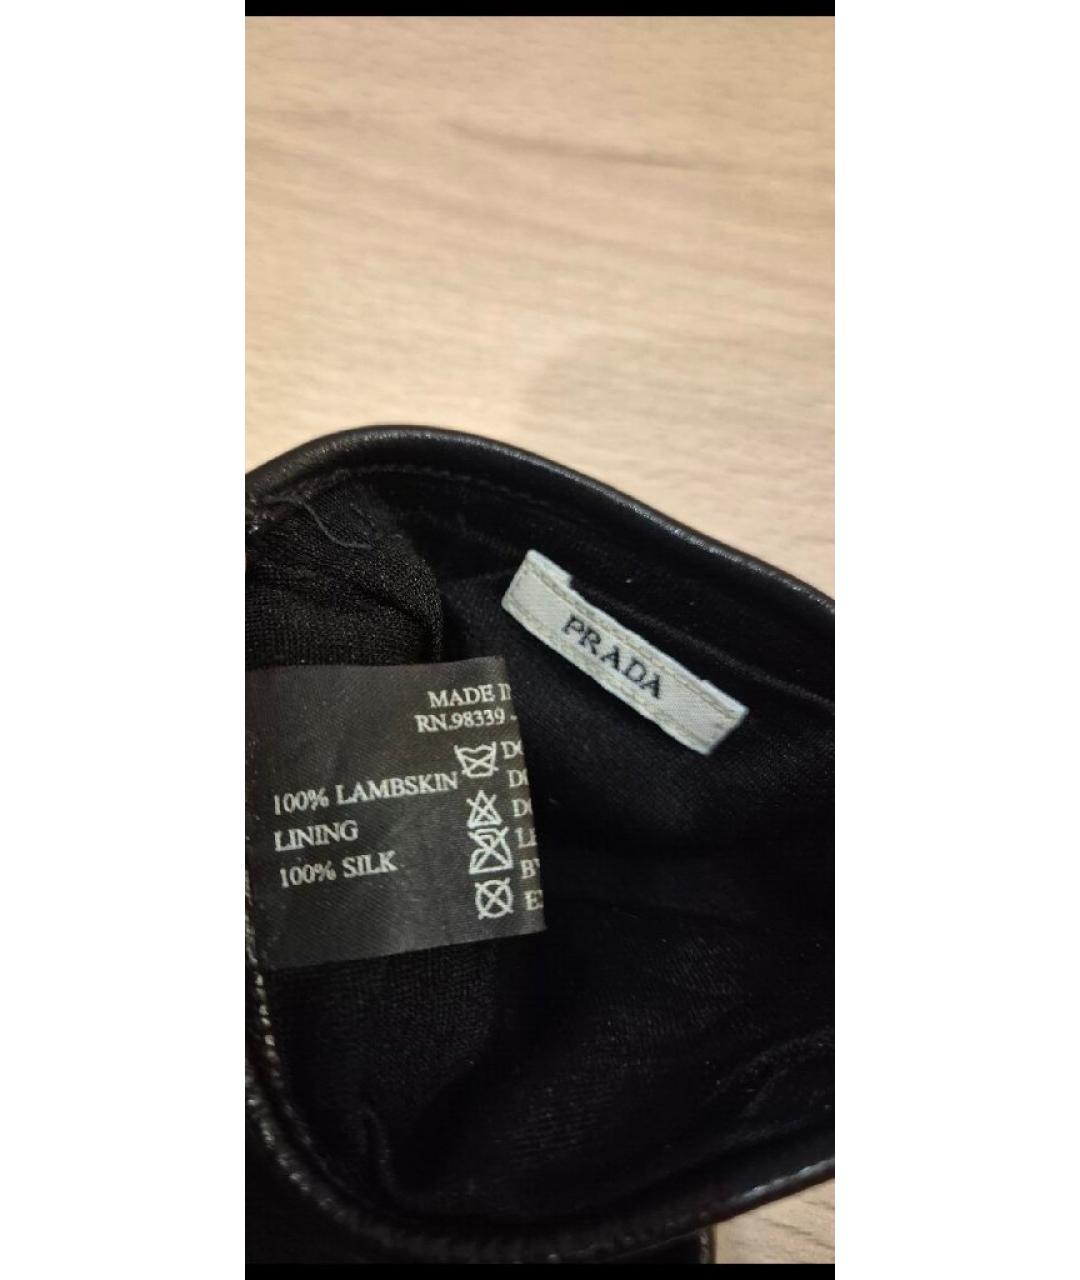 PRADA
MADE
RN.98339
100% LAMBSKIN
LINING
100% SILK